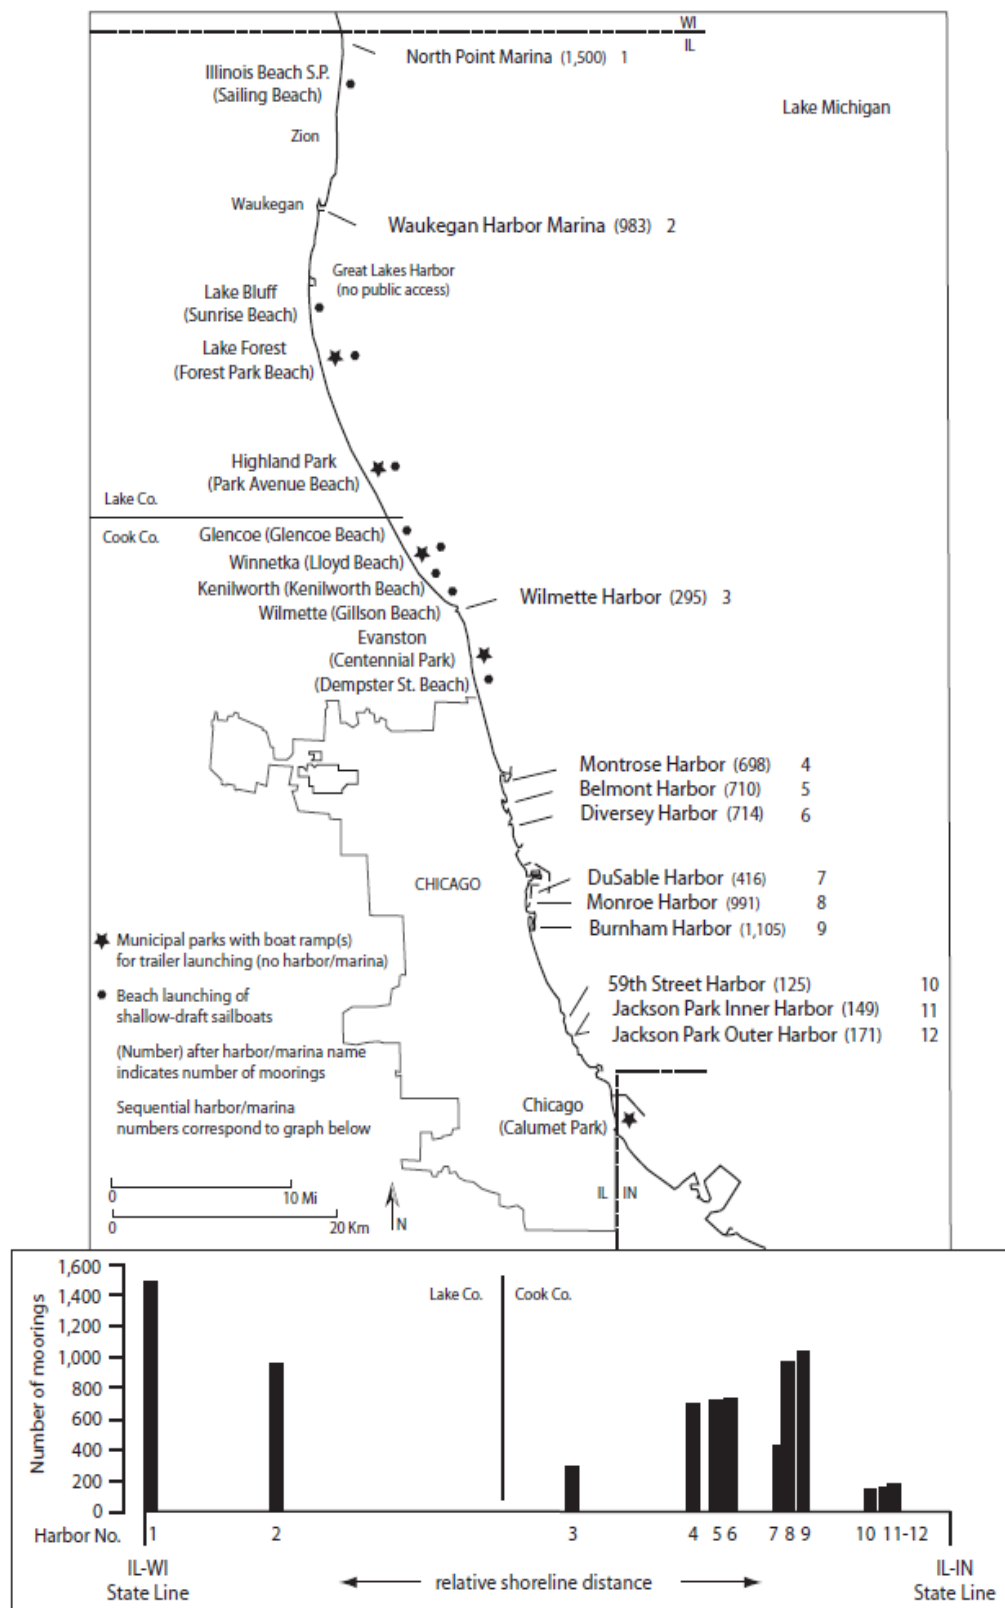 WI
IL
North Point Marina (1,500) 1
Illinois Beach S.P.
(Sailing Beach)
Lake Michigan
Zion
Waukegan
Waukegan Harbor Marina (983) 2
Great Lakes Harbor
(no public access)
Lake Bluff
(Sunrise Beach)
Lake Forest
(Forest Park Beach)
Highland Park
(Park Avenue Beach)
Lake Co.
Cook Co.
Glencoe (Glencoe Beach)
Winnetka (Lloyd Beach)
Kenilworth (Kenilworth Beach)
Wilmette (Gillson Beach)
Wilmette Harbor (295) 3
Evanston
(Centennial Park)
(Dempster St. Beach)
Montrose Harbor (698) 4
Belmont Harbor (710) 5
Diversey Harbor (714) 6
CHICAGO
DuSable Harbor (416) 7
Monroe Harbor (991) 8
Burnham Harbor (1,105) 9
Municipal parks with boat ramp(s)
for trailer launching (no harbor/marina)
59th Street Harbor (125) 10
Jackson Park Inner Harbor (149) 11
Jackson Park Outer Harbor (171) 12
Beach launching of
shallow-draft sailboats
(Number) after harbor/marina name
indicates number of moorings
Sequential harbor/marina
numbers correspond to graph below
Chicago
(Calumet Park)
IL IN
0 10 Mi
0 20 Km
N
Number of moorings
1,600
1,400
1,200
1,000
800
600
400
200
0
Lake Co. Cook Co.
Harbor No. 1 2 3 4 5 6 7 8 9 10 11-12
IL-WI
State Line
relative shoreline distance
IL-IN
State Line